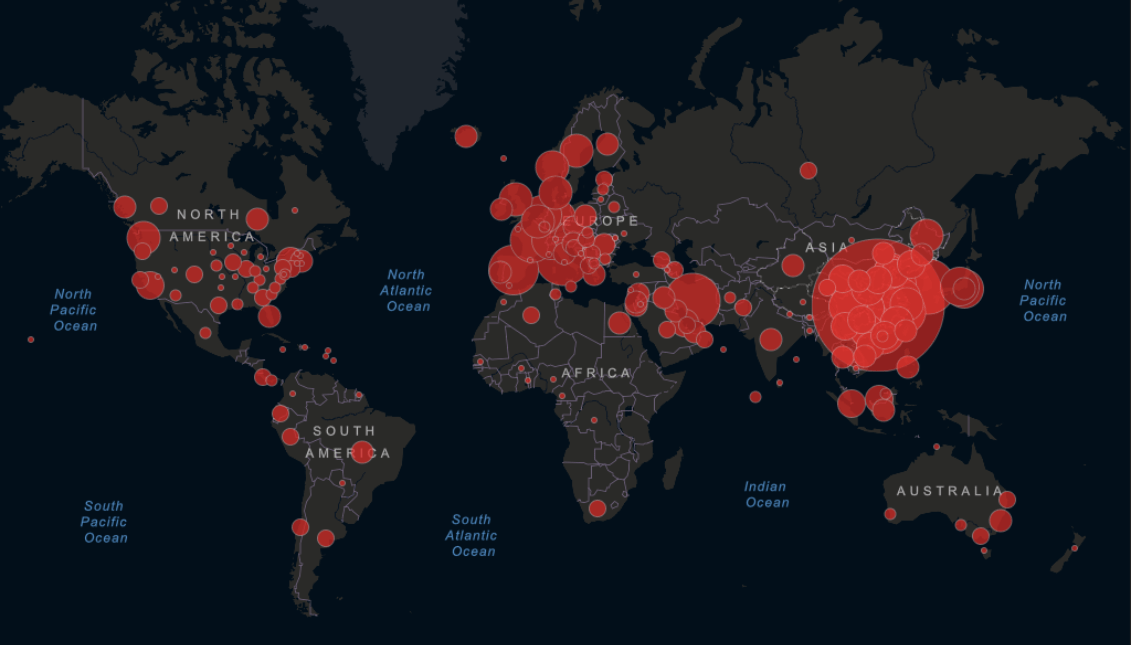 NORTH
AMERICA
EUROPE
ASIA
North
Pacific
Ocean
North
Atlantic
Ocean
North
Pacific
Ocean
AFRICA
SOUTH
AMERICA
South
Pacific
Ocean
South
Atlantic
Ocean
Indian
Ocean
AUSTRALIA